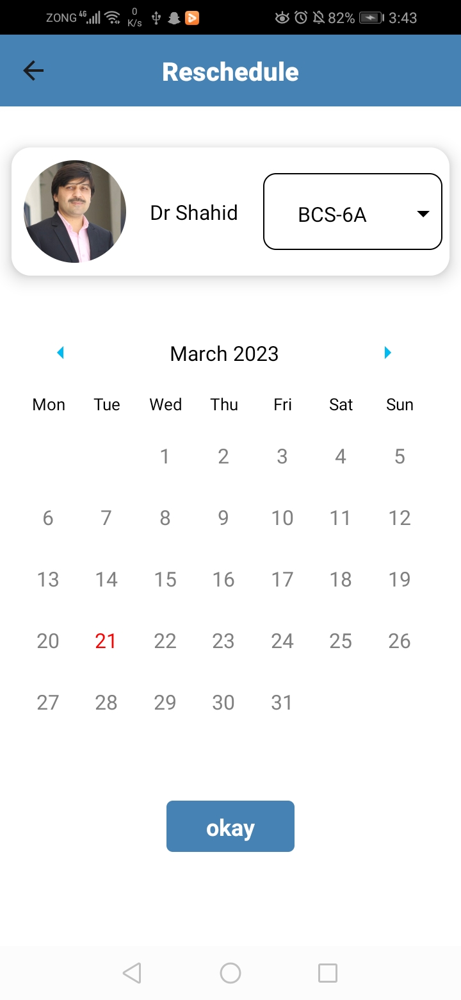 ZONG 4G 0 K/s 82% 3:43
Reschedule
Dr Shahid BCS-6A
March 2023
Mon Tue Wed Thu Fri Sat Sun
1 2 3 4 5
6 7 8 9 10 11 12
13 14 15 16 17 18 19
20 21 22 23 24 25 26
27 28 29 30 31
okay